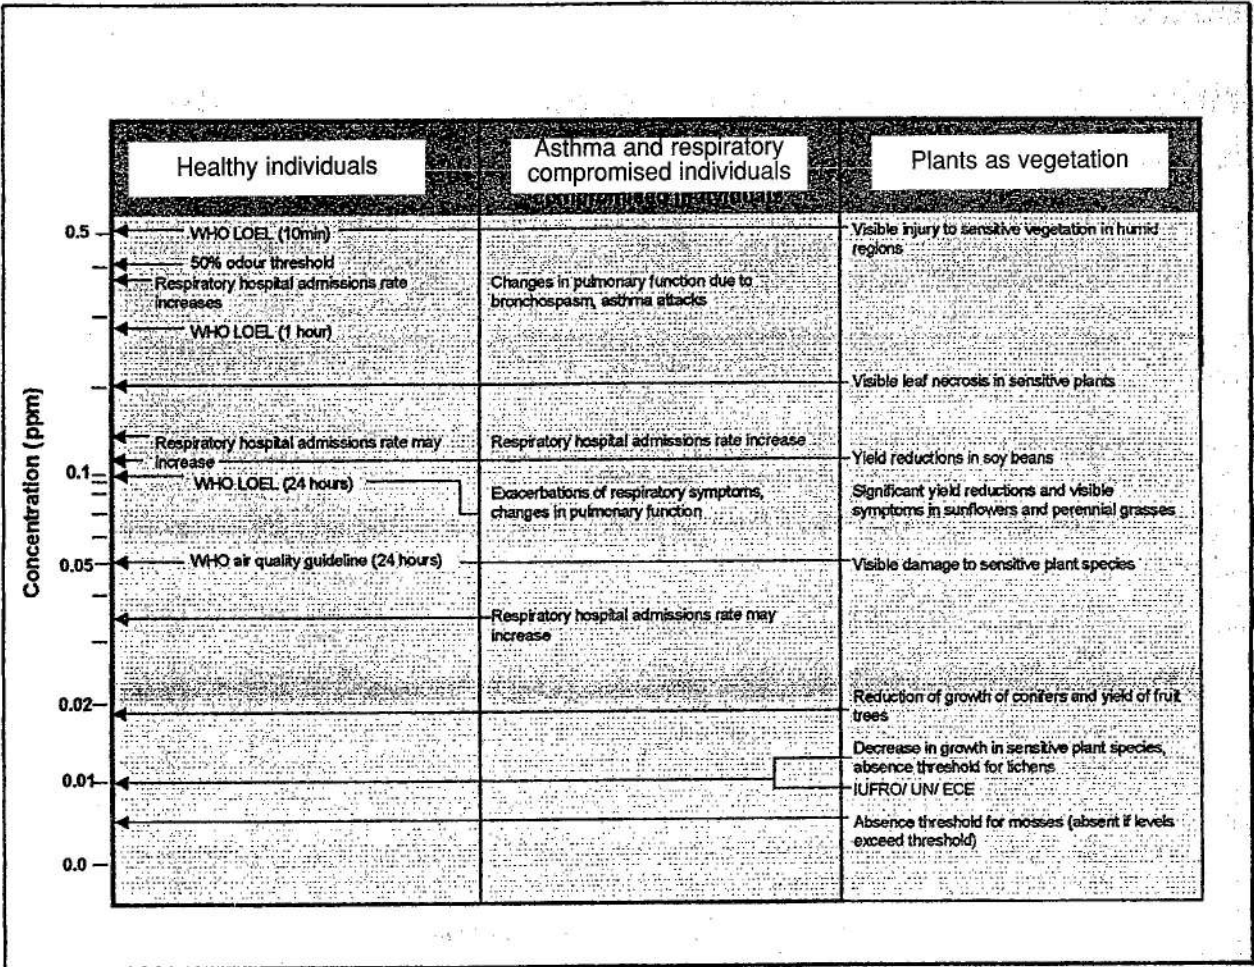 Healthy individuals
Asthma and respiratory
compromised individuals
Plants as vegetation
Concentration (ppm)
0.5
0.1
0.05
0.02
0.01
0.0
WHO LOEL (10min)
50% odour threshold
Respiratory hospital admissions rate
increases
WHO LOEL (1 hour)
Respiratory hospital admissions rate may
increase
WHO LOEL (24 hours)
WHO air quality guideline (24 hours)
Changes in pulmonary function due to
bronchospasm, asthma attacks
Respiratory hospital admissions rate increase
Exacerbations of respiratory symptoms,
changes in pulmonary function
Respiratory hospital admissions rate may
increase
Visible injury to sensitive vegetation in humid
regions
Visible leaf necrosis in sensitive plants
Yield reductions in soy beans
Significant yield reductions and visible
symptoms in sunflowers and perennial grasses
Visible damage to sensitive plant species
Reduction of growth of conifers and yield of fruit
trees
Decrease in growth in sensitive plant species,
absence threshold for lichens
IUFRO/ UN/ ECE
Absence threshold for mosses (absent if levels
exceed threshold)